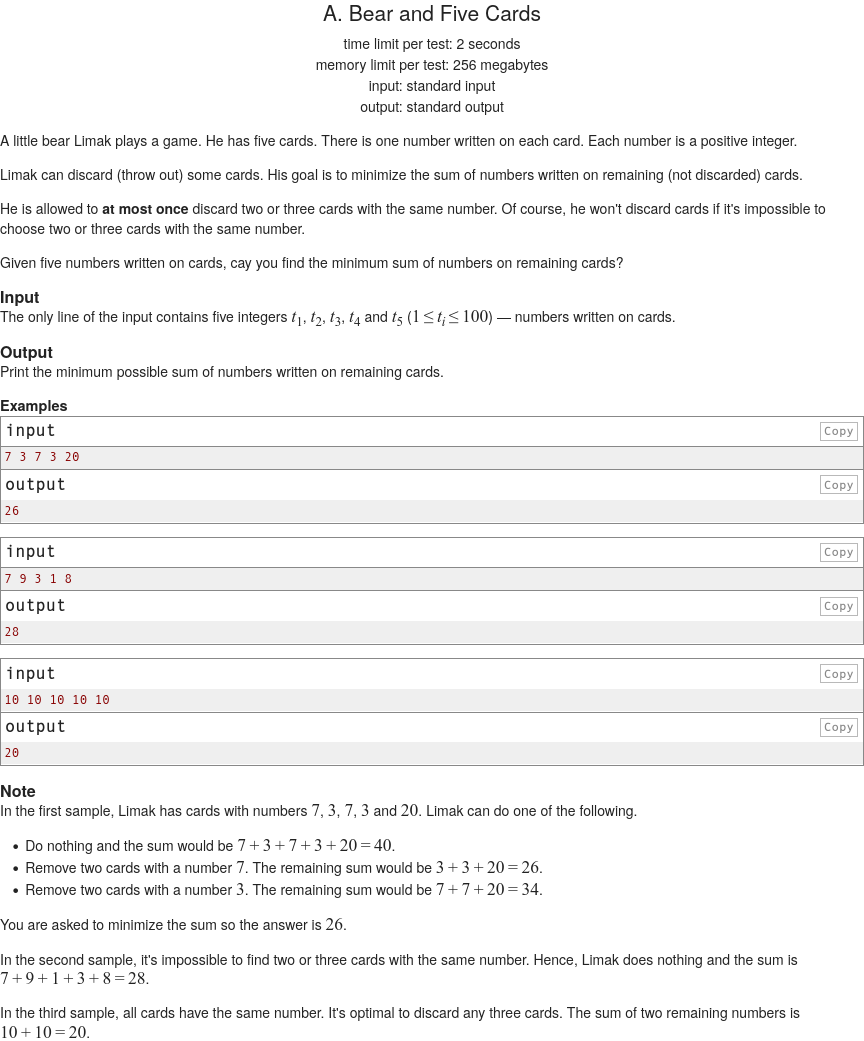 A. Bear and Five Cards
time limit per test: 2 seconds
memory limit per test: 256 megabytes
input: standard input
output: standard output
A little bear Limak plays a game. He has five cards. There is one number written on each card. Each number is a positive integer.
Limak can discard (throw out) some cards. His goal is to minimize the sum of numbers written on remaining (not discarded) cards.
He is allowed to at most once discard two or three cards with the same number. Of course, he won't discard cards if it's impossible to
choose two or three cards with the same number.
Given five numbers written on cards, cay you find the minimum sum of numbers on remaining cards?
Input
The only line of the input contains five integers t₁, t₂, t₃, t₄ and t₅ (1 ≤ tᵢ ≤ 100) — numbers written on cards.
Output
Print the minimum possible sum of numbers written on remaining cards.
Examples
input Copy
7 3 7 3 20
output Copy
26
input Copy
7 9 3 1 8
output Copy
28
input Copy
10 10 10 10 10
output Copy
20
Note
In the first sample, Limak has cards with numbers 7, 3, 7, 3 and 20. Limak can do one of the following.
• Do nothing and the sum would be 7 + 3 + 7 + 3 + 20 = 40.
• Remove two cards with a number 7. The remaining sum would be 3 + 3 + 20 = 26.
• Remove two cards with a number 3. The remaining sum would be 7 + 7 + 20 = 34.
You are asked to minimize the sum so the answer is 26.
In the second sample, it's impossible to find two or three cards with the same number. Hence, Limak does nothing and the sum is
7 + 9 + 1 + 3 + 8 = 28.
In the third sample, all cards have the same number. It's optimal to discard any three cards. The sum of two remaining numbers is
10 + 10 = 20.